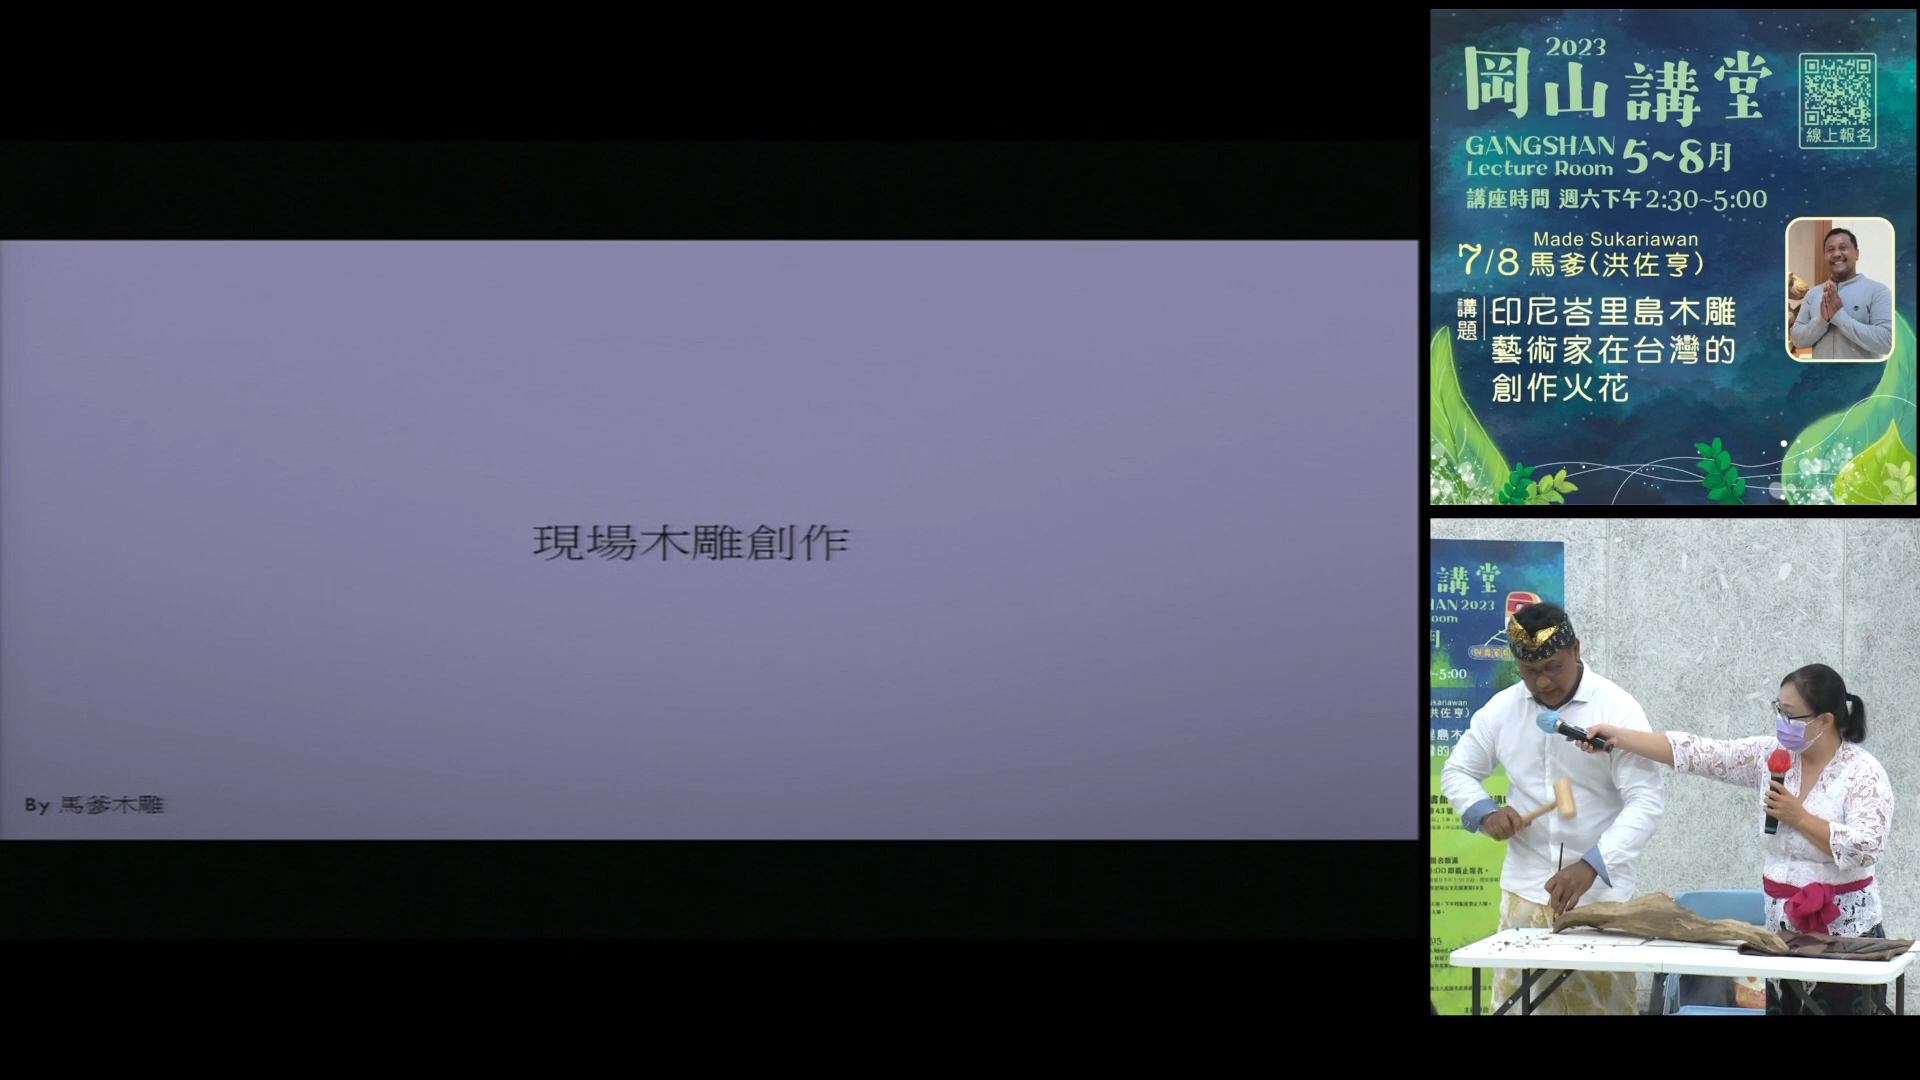 現場木雕創作
By 馬爹木雕
2023
岡山講堂
線上報名
GANGSHAN
Lecture Room
5~8月
講座時間 週六下午2:30~5:00
Made Sukariawan
7/8 馬爹(洪佐亨)
講題
印尼峇里島木雕
藝術家在台灣的
創作火花
講堂
HAN 2023
oom
月
~5:00
ukariawan
洪佐亨)